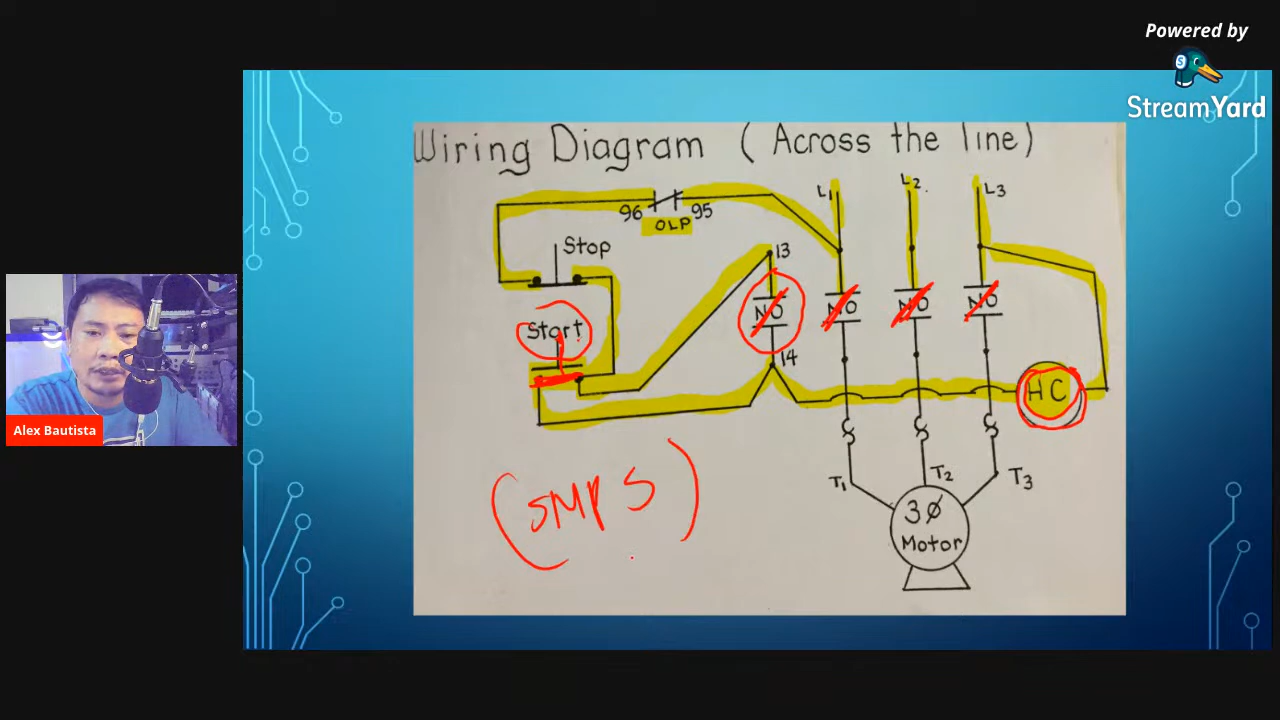 Powered by
StreamYard
Wiring Diagram (Across the line)
L1
L2
L3
96
95
OLP
Stop
13
Start
NO
NO
NO
NO
14
HC
Alex Bautista
T1
T2
T3
(SMPS)
3Ø
Motor